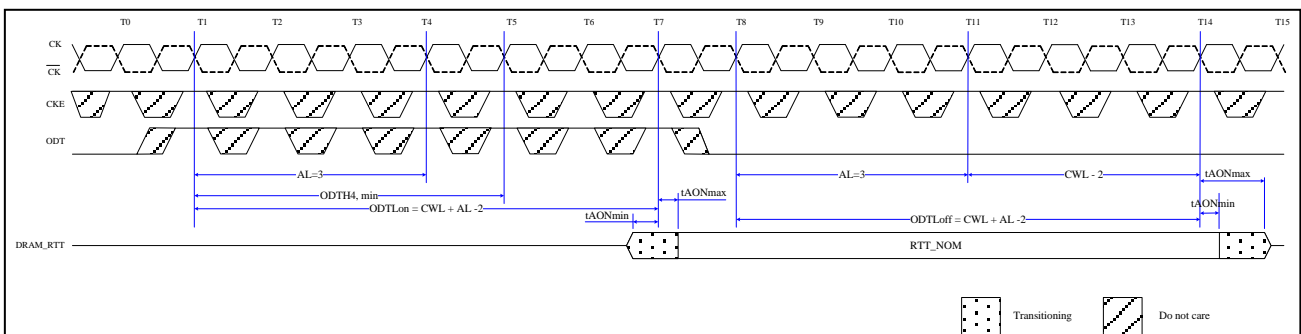 T0 T1 T2 T3 T4 T5 T6 T7 T8 T9 T10 T11 T12 T13 T14 T15
CK
CK
CKE
ODT
AL=3 AL=3 CWL - 2
ODTH4, min tAONmax tAONmax
ODTLon = CWL + AL -2
tAONmin ODTLoff = CWL + AL -2 tAONmin
DRAM_RTT RTT_NOM
Transitioning Do not care